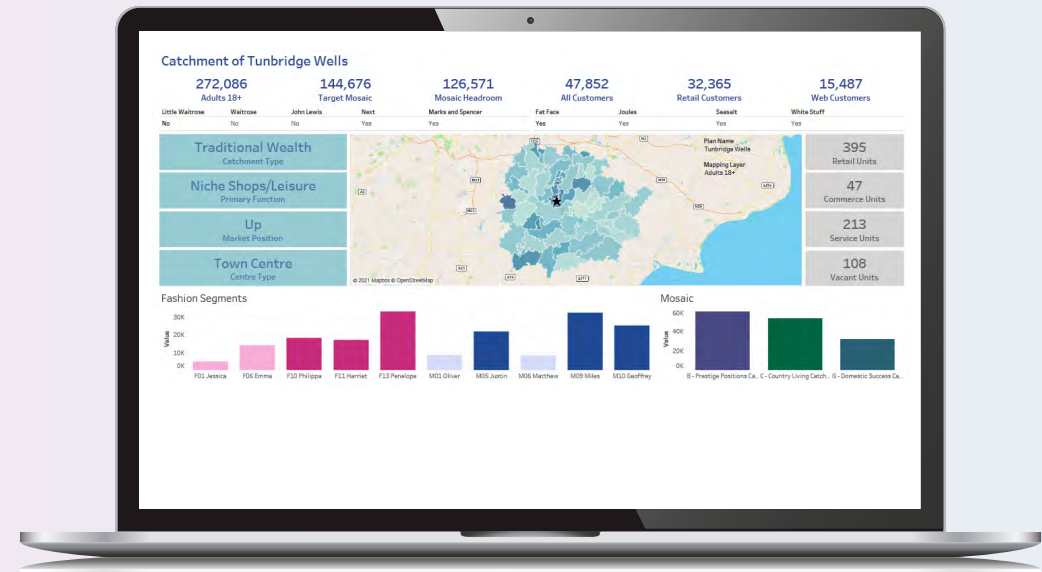 Catchment of Tunbridge Wells
272,086 144,676 126,571 47,852 32,365 15,487
Adults 18+ Target Mosaic Mosaic Headroom All Customers Retail Customers Web Customers
Little Waitrose Waitrose John Lewis Next Marks and Spencer Fat Face Joules Seasalt White Stuff
No No No Yes Yes Yes Yes Yes Yes
Traditional Wealth
Catchment Type
Niche Shops/Leisure
Primary Function
Up
Market Position
Town Centre
Centre Type
Plan Name
Tunbridge Wells
Mapping Layer
Adults 18+
© 2021 Mapbox © OpenStreetMap
395
Retail Units
47
Commerce Units
213
Service Units
108
Vacant Units
Fashion Segments
Value
30K
20K
10K
0K
F01 Jessica F06 Emma F10 Philippa F11 Harriet F13 Penelope M01 Oliver M05 Justin M06 Matthew M09 Miles M10 Geoffrey
Mosaic
Value
60K
40K
20K
0K
B - Prestige Positions Ca.. C - Country Living Catch.. G - Domestic Success Ca...